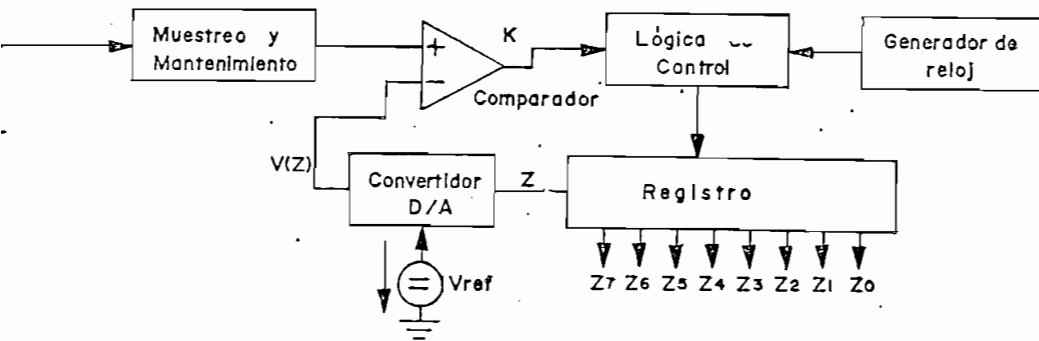 Muestreo y
Mantenimiento
+
−
K
Comparador
Lógica
Control
Generador de
reloj
V(Z)
Convertidor
D/A
Z
Registro
Vref
Z7 Z6 Z5 Z4 Z3 Z2 Z1 Z0